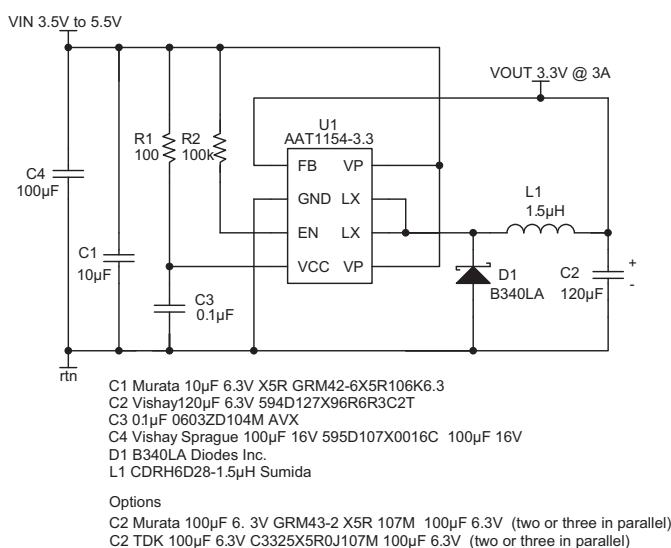 VIN 3.5V to 5.5V
VOUT 3.3V @ 3A
U1
AAT1154-3.3
R1
100
R2
100k
FB VP
GND LX
EN LX
VCC VP
L1
1.5µH
C4
100µF
C1
10µF
C3
0.1µF
D1
B340LA
C2
120µF
+
-
rtn
C1 Murata 10µF 6.3V X5R GRM42-6X5R106K6.3
C2 Vishay120µF 6.3V 594D127X96R6R3C2T
C3 0.1µF 0603ZD104M AVX
C4 Vishay Sprague 100µF 16V 595D107X0016C 100µF 16V
D1 B340LA Diodes Inc.
L1 CDRH6D28-1.5µH Sumida
Options
C2 Murata 100µF 6. 3V GRM43-2 X5R 107M 100µF 6.3V (two or three in parallel)
C2 TDK 100µF 6.3V C3325X5R0J107M 100µF 6.3V (two or three in parallel)